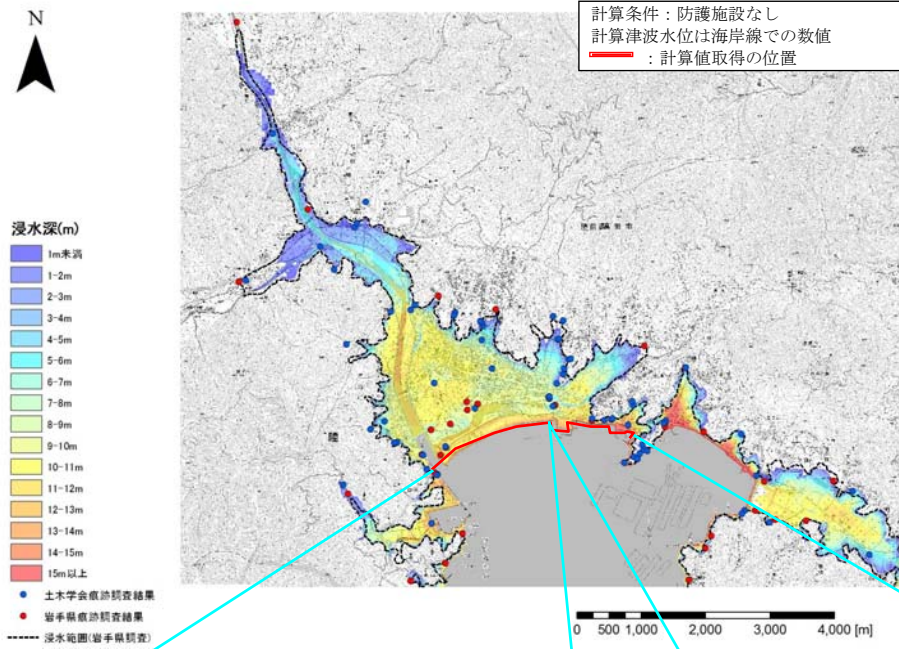 N
計算条件：防護施設なし
計算津波水位は海岸線での数値
：計算値取得の位置
浸水深(m)
1m未満
1-2m
2-3m
3-4m
4-5m
5-6m
6-7m
7-8m
8-9m
9-10m
10-11m
11-12m
12-13m
13-14m
14-15m
15m以上
土木学会痕跡調査結果
岩手県痕跡調査結果
浸水範囲(岩手県調査)
陸
0 500 1,000 2,000 3,000 4,000 [m]